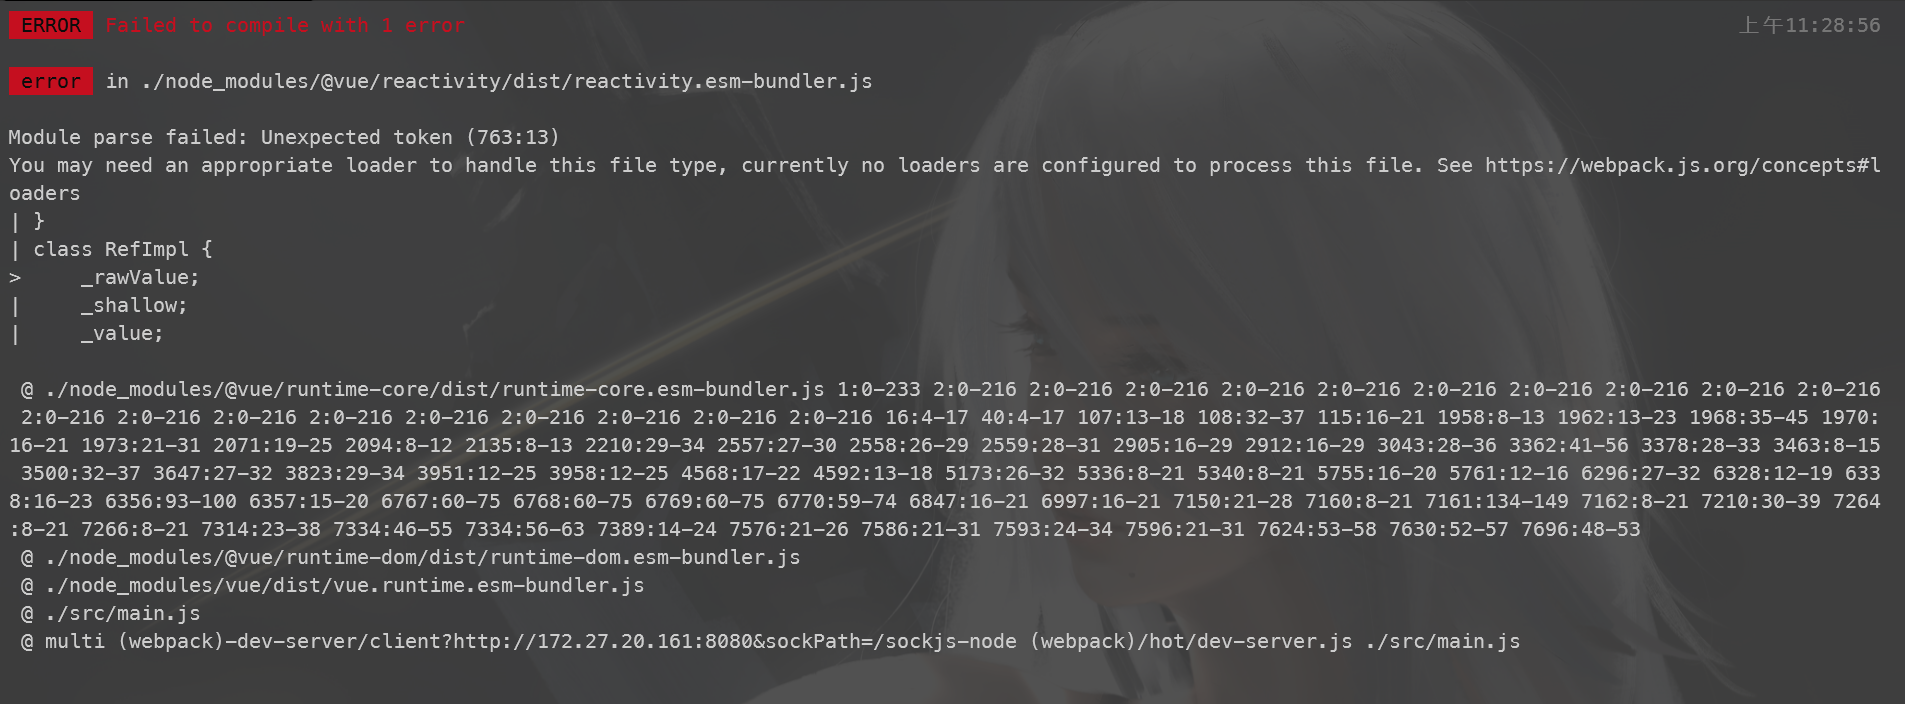 ERROR  Failed to compile with 1 error 上午11:28:56
error  in ./node_modules/@vue/reactivity/dist/reactivity.esm-bundler.js
Module parse failed: Unexpected token (763:13)
You may need an appropriate loader to handle this file type, currently no loaders are configured to process this file. See https://webpack.js.org/concepts#l
oaders
| }
| class RefImpl {
>     _rawValue;
|     _shallow;
|     _value;
 @ ./node_modules/@vue/runtime-core/dist/runtime-core.esm-bundler.js 1:0-233 2:0-216 2:0-216 2:0-216 2:0-216 2:0-216 2:0-216 2:0-216 2:0-216 2:0-216 2:0-216
 2:0-216 2:0-216 2:0-216 2:0-216 2:0-216 2:0-216 2:0-216 2:0-216 2:0-216 16:4-17 40:4-17 107:13-18 108:32-37 115:16-21 1958:8-13 1962:13-23 1968:35-45 1970:
16-21 1973:21-31 2071:19-25 2094:8-12 2135:8-13 2210:29-34 2557:27-30 2558:26-29 2559:28-31 2905:16-29 2912:16-29 3043:28-36 3362:41-56 3378:28-33 3463:8-15
 3500:32-37 3647:27-32 3823:29-34 3951:12-25 3958:12-25 4568:17-22 4592:13-18 5173:26-32 5336:8-21 5340:8-21 5755:16-20 5761:12-16 6296:27-32 6328:12-19 633
8:16-23 6356:93-100 6357:15-20 6767:60-75 6768:60-75 6769:60-75 6770:59-74 6847:16-21 6997:16-21 7150:21-28 7160:8-21 7161:134-149 7162:8-21 7210:30-39 7264
:8-21 7266:8-21 7314:23-38 7334:46-55 7334:56-63 7389:14-24 7576:21-26 7586:21-31 7593:24-34 7596:21-31 7624:53-58 7630:52-57 7696:48-53
 @ ./node_modules/@vue/runtime-dom/dist/runtime-dom.esm-bundler.js
 @ ./node_modules/vue/dist/vue.runtime.esm-bundler.js
 @ ./src/main.js
 @ multi (webpack)-dev-server/client?http://172.27.20.161:8080&sockPath=/sockjs-node (webpack)/hot/dev-server.js ./src/main.js